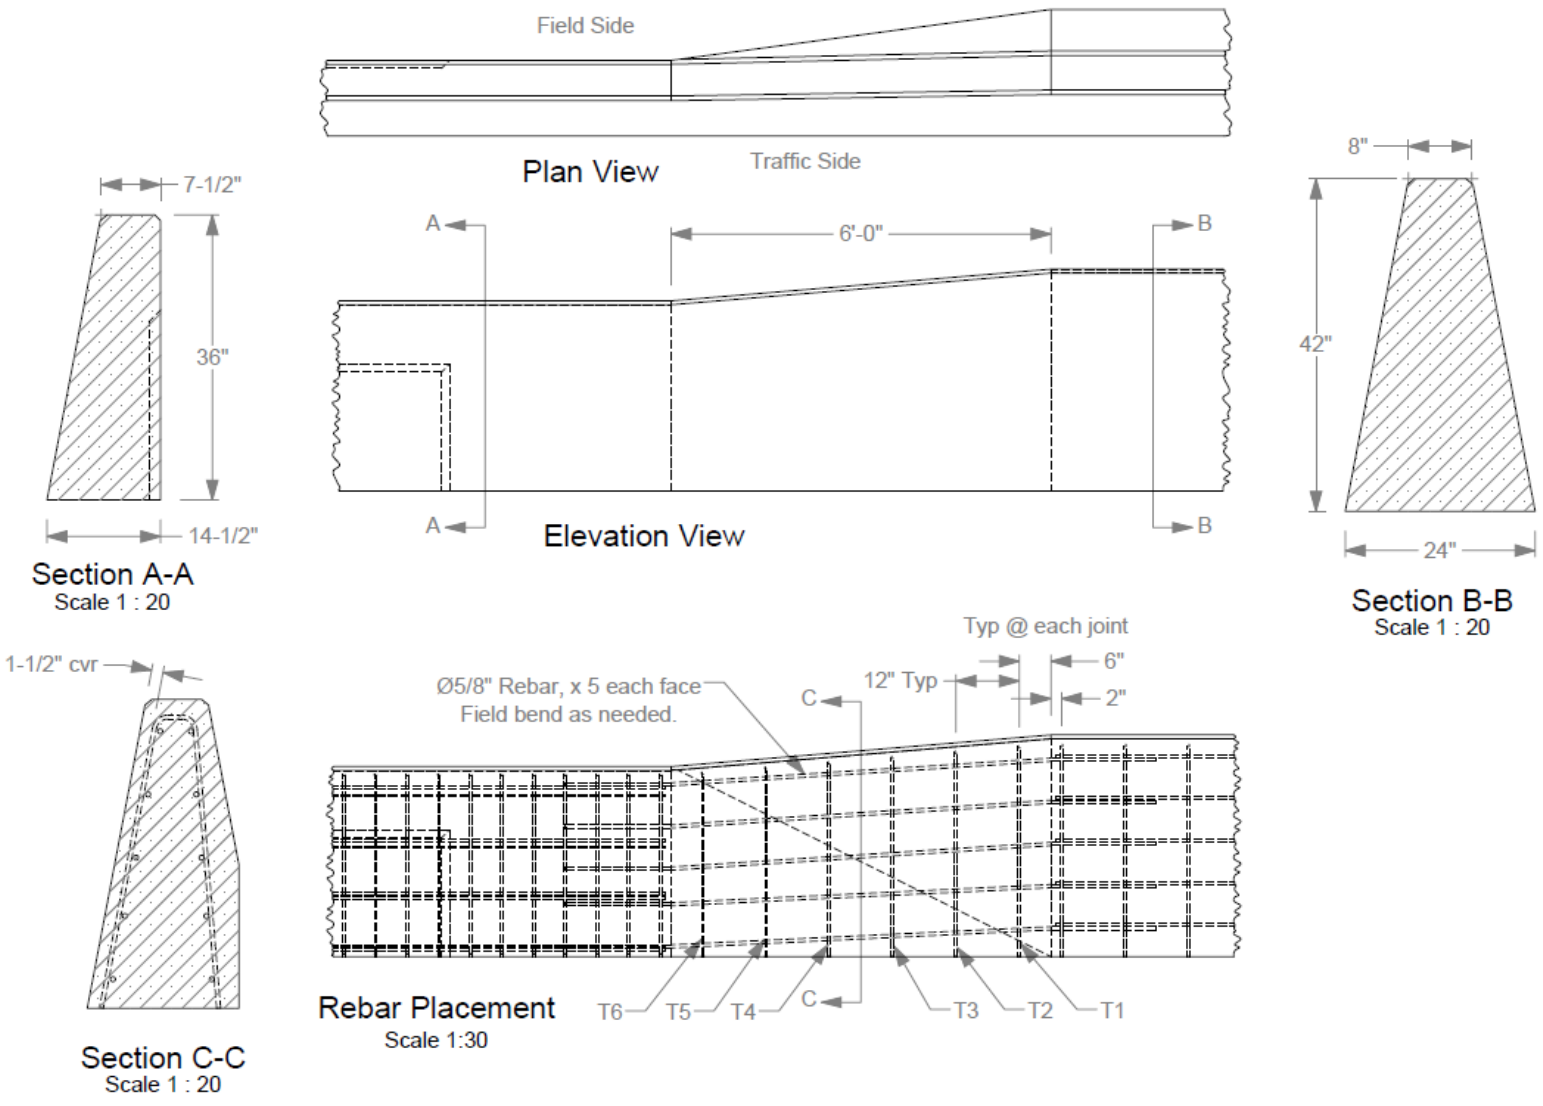 Field Side
Plan View
Traffic Side
7-1/2"
36"
14-1/2"
Section A-A
Scale 1 : 20
A
6'-0"
B
A
B
Elevation View
8"
42"
24"
Section B-B
Scale 1 : 20
1-1/2" cvr
Section C-C
Scale 1 : 20
Typ @ each joint
6"
12" Typ
2"
Ø5/8" Rebar, x 5 each face
Field bend as needed.
C
C
T6
T5
T4
T3
T2
T1
Rebar Placement
Scale 1:30